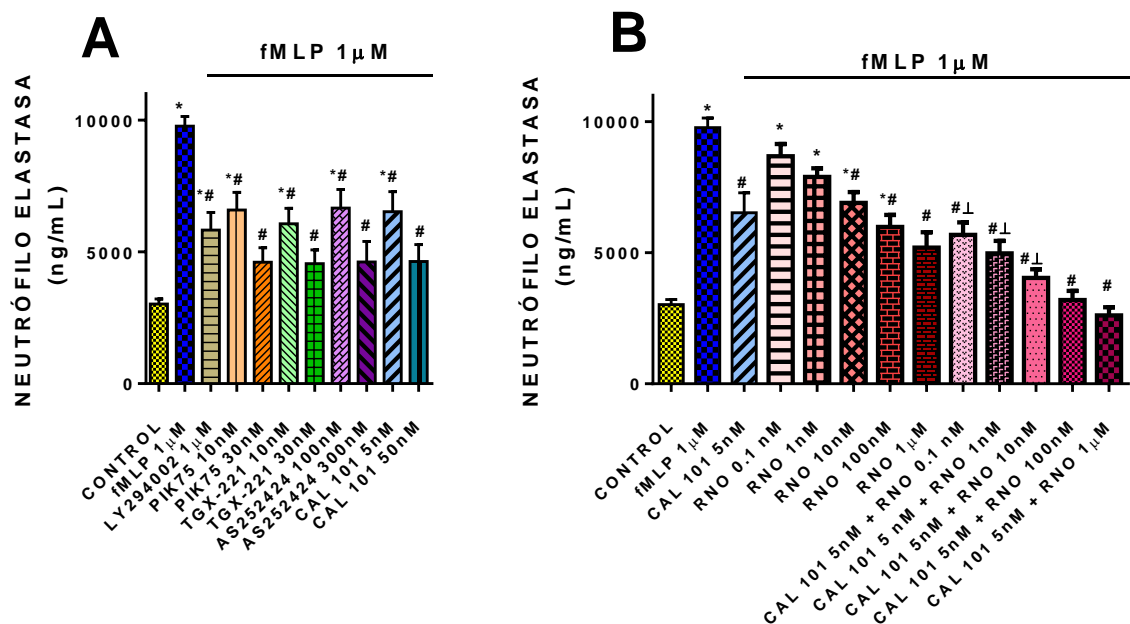 A
fMLP 1µM
NEUTRÓFILO ELASTASA
(ng/mL)
10000
5000
0
*
*#
*#
#
*#
#
*#
#
*#
#
CONTROL
fMLP 1µM
LY294002 1µM
PIK75 10nM
PIK75 30nM
TGX-221 10nM
TGX-221 30nM
AS252424 100nM
AS252424 300nM
CAL 101 5nM
CAL 101 50nM
B
fMLP 1µM
NEUTRÓFILO ELASTASA
(ng/mL)
10000
5000
0
*
#
*
*
*#
*#
#
#⊥
#⊥
#⊥
#
#
CONTROL
fMLP 1µM
CAL 101 5nM
RNO 0.1 nM
RNO 1nM
RNO 10nM
RNO 100nM
RNO 1µM
CAL 101 5nM + RNO 0.1 nM
CAL 101 5 nM + RNO 1nM
CAL 101 5nM + RNO 10nM
CAL 101 5nM + RNO 100nM
CAL 101 5nM + RNO 1µM